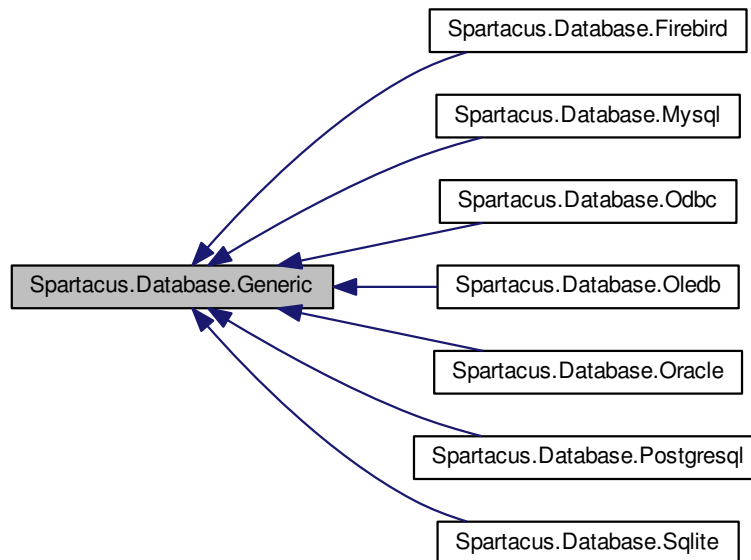 Spartacus.Database.Firebird
Spartacus.Database.Mysql
Spartacus.Database.Odbc
Spartacus.Database.Generic
Spartacus.Database.Oledb
Spartacus.Database.Oracle
Spartacus.Database.Postgresql
Spartacus.Database.Sqlite